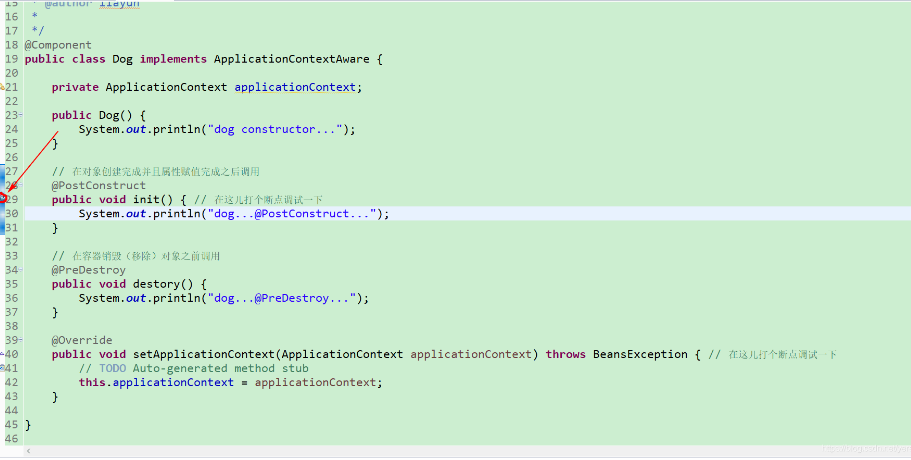 15 * @author liayun
16 *
17 */
18 @Component
19 public class Dog implements ApplicationContextAware {
20
21 private ApplicationContext applicationContext;
22
23 public Dog() {
24 System.out.println("dog constructor...");
25 }
26
27 // 在对象创建完成并且属性赋值完成之后调用
28 @PostConstruct
29 public void init() { // 在这儿打个断点调试一下
30 System.out.println("dog...@PostConstruct...");
31 }
32
33 // 在容器销毁（移除）对象之前调用
34 @PreDestroy
35 public void destory() {
36 System.out.println("dog...@PreDestroy...");
37 }
38
39 @Override
40 public void setApplicationContext(ApplicationContext applicationContext) throws BeansException { // 在这儿打个断点调试一下
41 // TODO Auto-generated method stub
42 this.applicationContext = applicationContext;
43 }
44
45 }
46